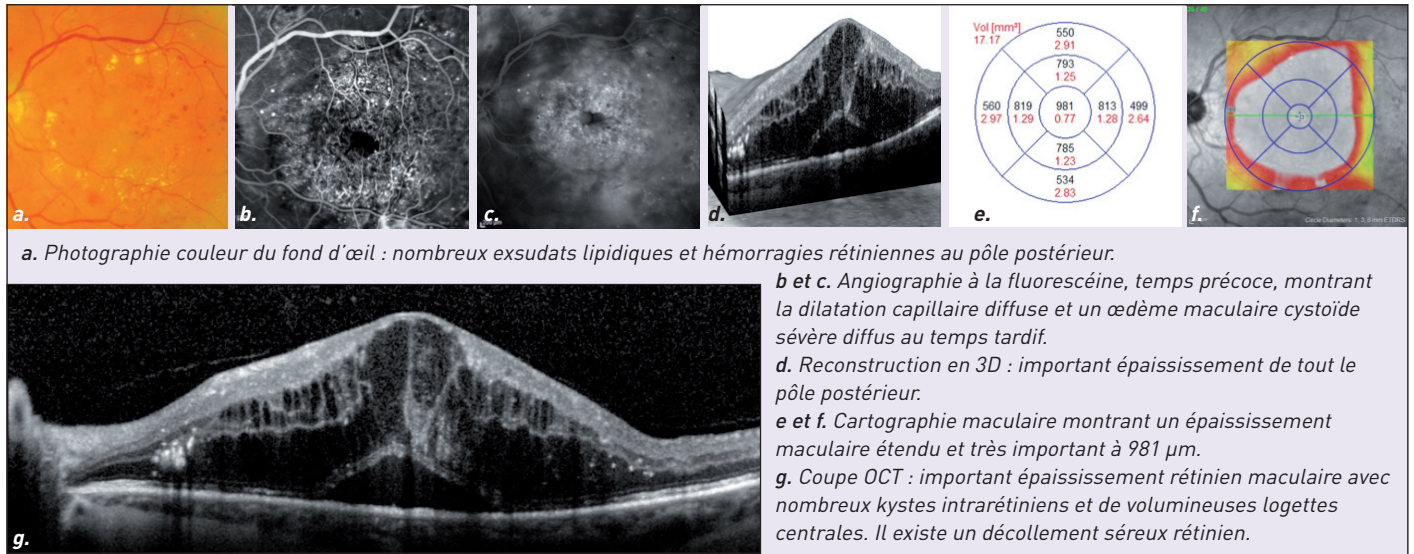 a.
b.
c.
d.
Vol [mm³]
17.17
550
2.91
793
1.25
560 819 981 813 499
2.97 1.29 0.77 1.28 2.64
785
1.23
534
2.83
e.
Circle Diameters: 1, 3, 6 mm ETDRS
f.
a. Photographie couleur du fond d’œil : nombreux exsudats lipidiques et hémorragies rétiniennes au pôle postérieur.
g.
b et c. Angiographie à la fluorescéine, temps précoce, montrant
la dilatation capillaire diffuse et un œdème maculaire cystoïde
sévère diffus au temps tardif.
d. Reconstruction en 3D : important épaississement de tout le
pôle postérieur.
e et f. Cartographie maculaire montrant un épaississement
maculaire étendu et très important à 981 µm.
g. Coupe OCT : important épaississement rétinien maculaire avec
nombreux kystes intrarétiniens et de volumineuses logettes
centrales. Il existe un décollement séreux rétinien.